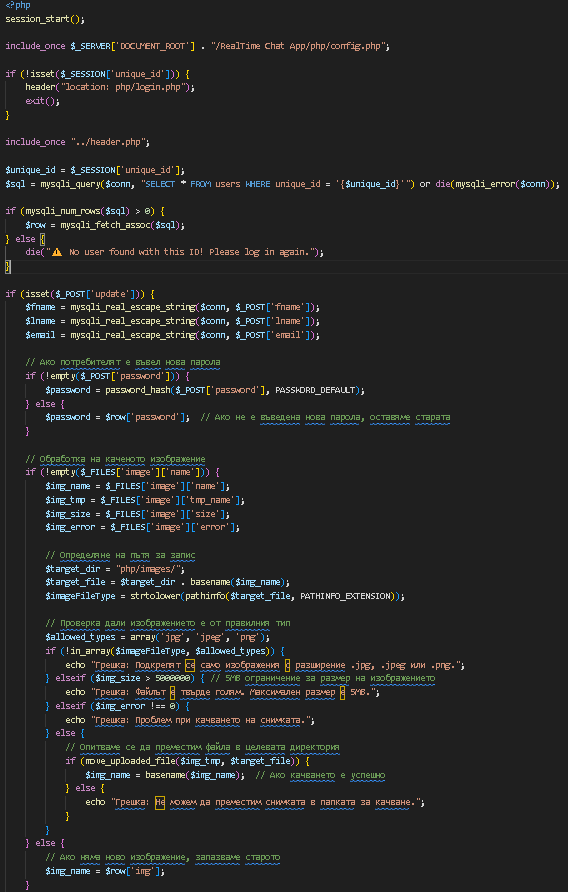 <?php
session_start();

include_once $_SERVER['DOCUMENT_ROOT'] . "/RealTime Chat App/php/config.php";

if (!isset($_SESSION['unique_id'])) {
    header("location: php/login.php");
    exit();
}

include_once "../header.php";

$unique_id = $_SESSION['unique_id'];
$sql = mysqli_query($conn, "SELECT * FROM users WHERE unique_id = '{$unique_id}'") or die(mysqli_error($conn));

if (mysqli_num_rows($sql) > 0) {
    $row = mysqli_fetch_assoc($sql);
} else {
    die("⚠️ No user found with this ID! Please log in again.");
}

if (isset($_POST['update'])) {
    $fname = mysqli_real_escape_string($conn, $_POST['fname']);
    $lname = mysqli_real_escape_string($conn, $_POST['lname']);
    $email = mysqli_real_escape_string($conn, $_POST['email']);

    // Ако потребителят е въвел нова парола
    if (!empty($_POST['password'])) {
        $password = password_hash($_POST['password'], PASSWORD_DEFAULT);
    } else {
        $password = $row['password'];  // Ако не е въведена нова парола, оставяме старата
    }

    // Обработка на каченото изображение
    if (!empty($_FILES['image']['name'])) {
        $img_name = $_FILES['image']['name'];
        $img_tmp = $_FILES['image']['tmp_name'];
        $img_size = $_FILES['image']['size'];
        $img_error = $_FILES['image']['error'];

        // Определяне на пътя за запис
        $target_dir = "php/images/";
        $target_file = $target_dir . basename($img_name);
        $imageFileType = strtolower(pathinfo($target_file, PATHINFO_EXTENSION));

        // Проверка дали изображението е от правилния тип
        $allowed_types = array('jpg', 'jpeg', 'png');
        if (!in_array($imageFileType, $allowed_types)) {
            echo "Грешка: Подкрепят се само изображения с разширение .jpg, .jpeg или .png.";
        } elseif ($img_size > 5000000) { // 5MB ограничение за размер на изображението
            echo "Грешка: Файлът е твърде голям. Максимален размер е 5MB.";
        } elseif ($img_error !== 0) {
            echo "Грешка: Проблем при качването на снимката.";
        } else {
            // Опитваме се да преместим файла в целевата директория
            if (move_uploaded_file($img_tmp, $target_file)) {
                $img_name = basename($img_name);  // Ако качването е успешно
            } else {
                echo "Грешка: Не можем да преместим снимката в папката за качване.";
            }
        }
    } else {
        // Ако няма ново изображение, запазваме старото
        $img_name = $row['img'];
    }